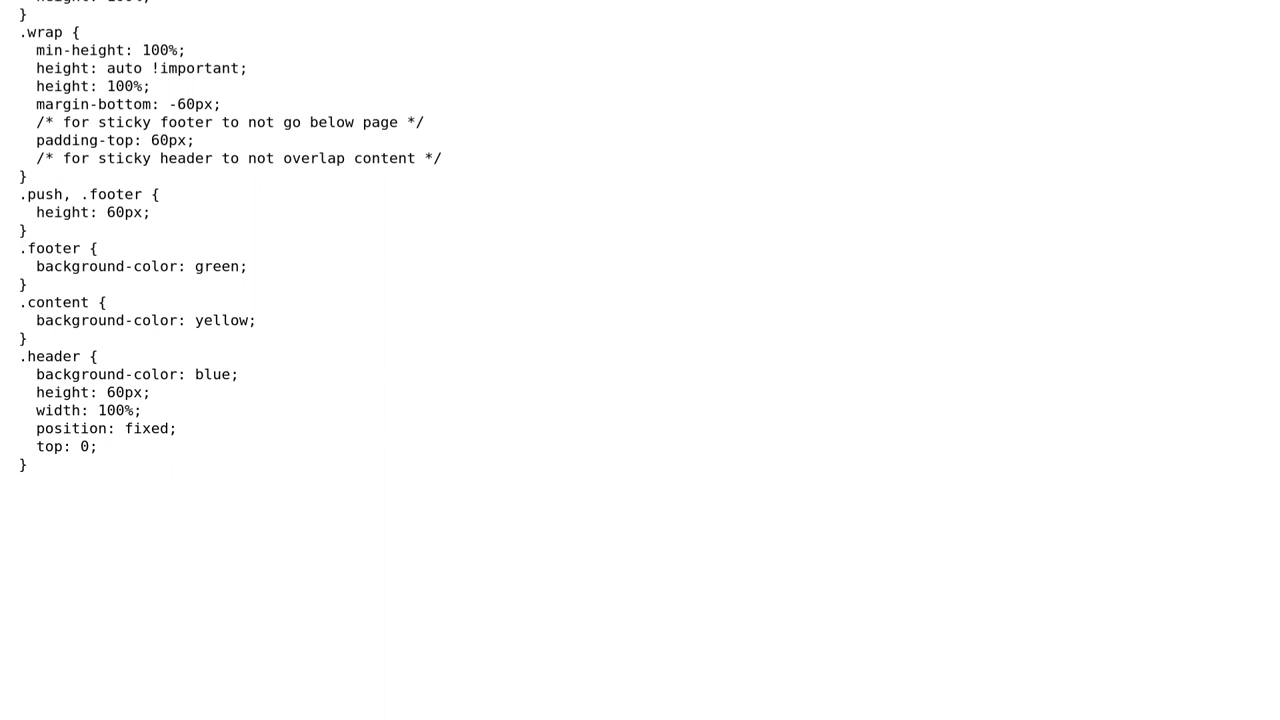 }
.wrap {
  min-height: 100%;
  height: auto !important;
  height: 100%;
  margin-bottom: -60px;
  /* for sticky footer to not go below page */
  padding-top: 60px;
  /* for sticky header to not overlap content */
}
.push, .footer {
  height: 60px;
}
.footer {
  background-color: green;
}
.content {
  background-color: yellow;
}
.header {
  background-color: blue;
  height: 60px;
  width: 100%;
  position: fixed;
  top: 0;
}